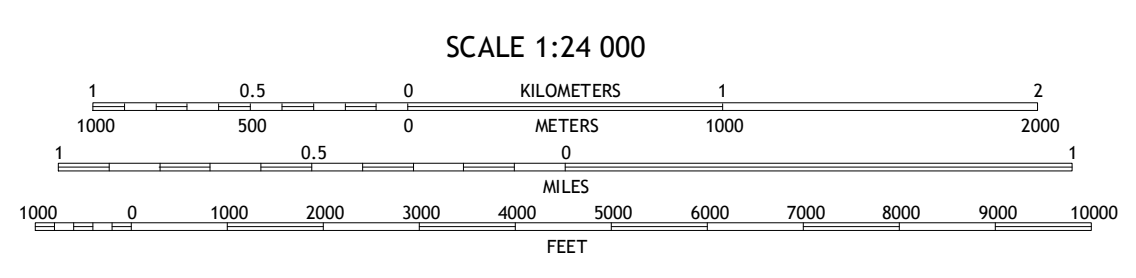 SCALE 1:24 000
1 0.5 0 KILOMETERS 1 2
1000 500 0 METERS 1000 2000
1 0.5 0 1
MILES
1000 0 1000 2000 3000 4000 5000 6000 7000 8000 9000 10000
FEET